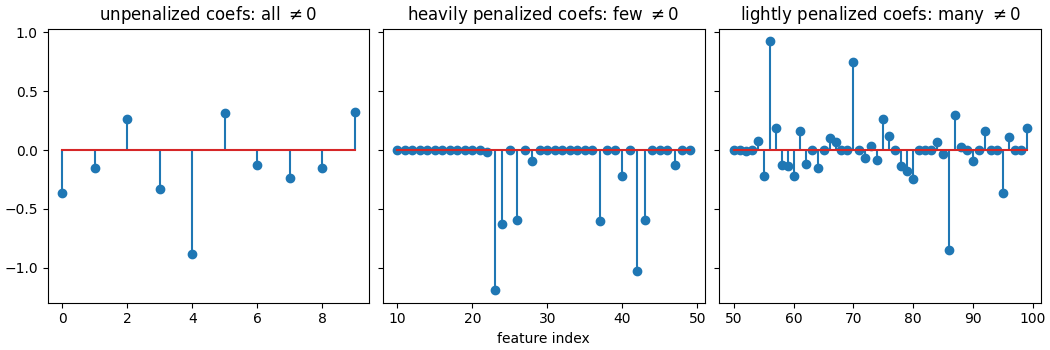 unpenalized coefs: all ≠0
heavily penalized coefs: few ≠0
lightly penalized coefs: many ≠0
1.0
0.5
0.0
−0.5
−1.0
0 2 4 6 8
10 20 30 40 50
50 60 70 80 90 100
feature index